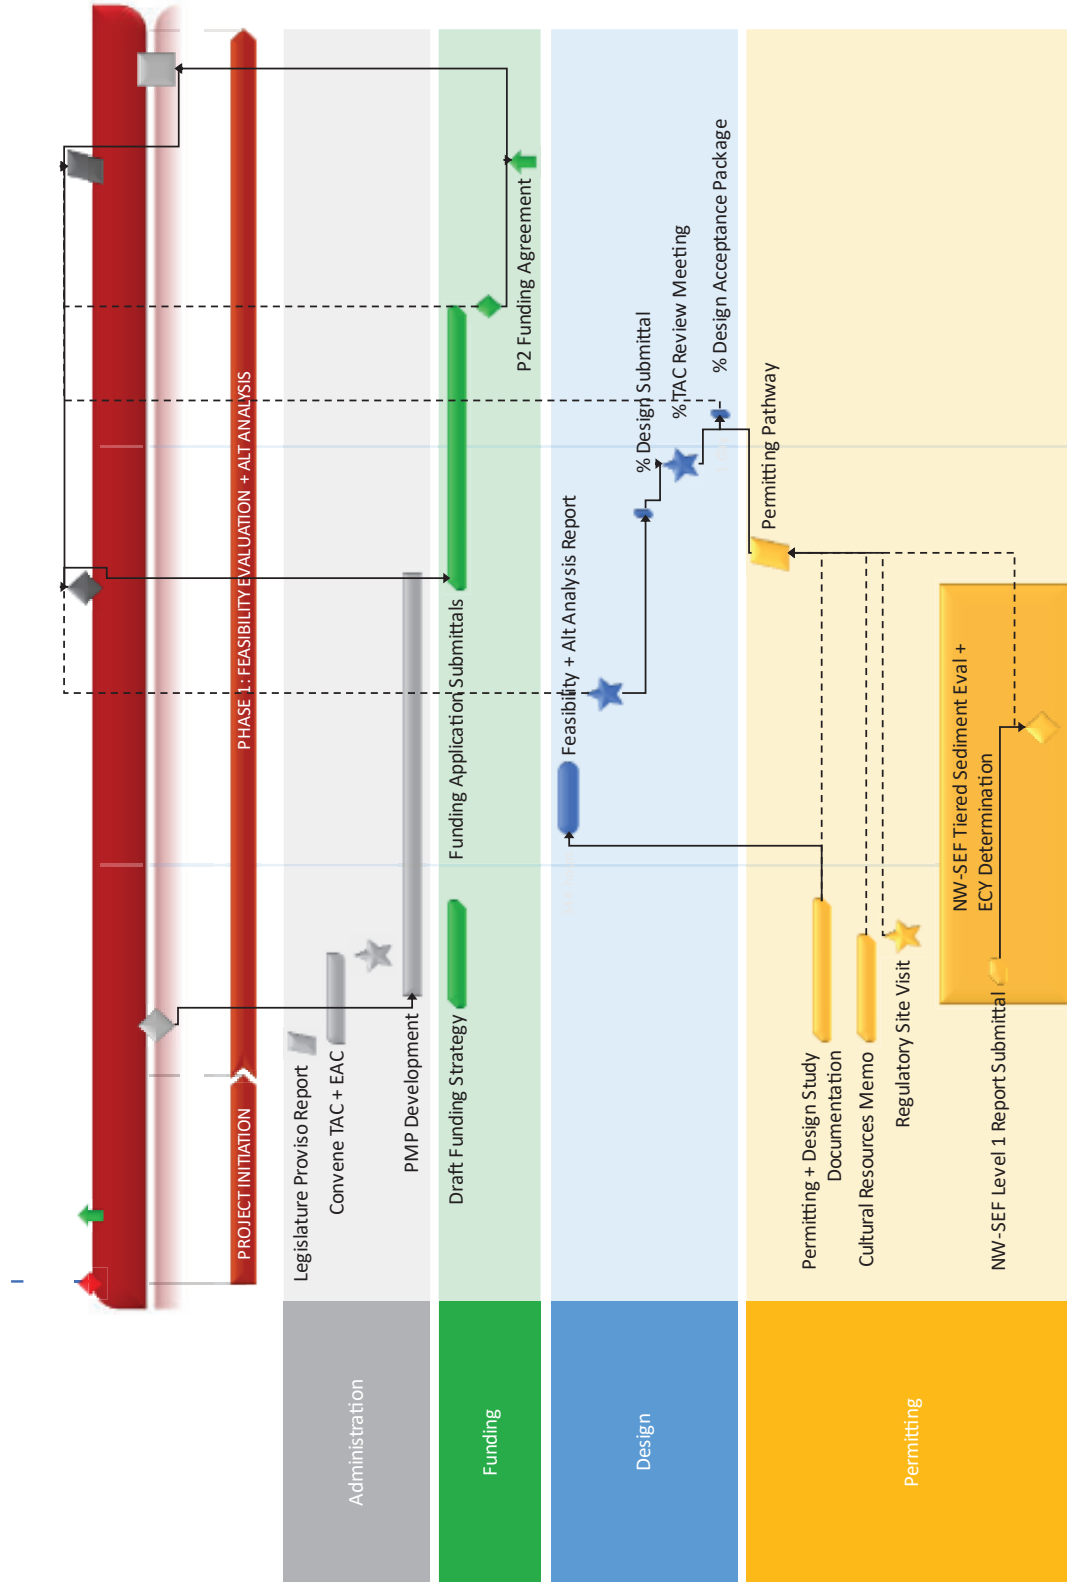 PROJECT INITIATION
PHASE 1: FEASIBILITY EVALUATION + ALT ANALYSIS
Administration
Legislature Proviso Report
Convene TAC + EAC
PMP Development
Funding
Draft Funding Strategy
Funding Application Submittals
P2 Funding Agreement
Design
Feasibility + Alt Analysis Report
% Design Submittal
% TAC Review Meeting
% Design Acceptance Package
Permitting
Permitting Pathway
Permitting + Design Study
Documentation
Cultural Resources Memo
Regulatory Site Visit
NW-SEF Tiered Sediment Eval +
ECY Determination
NW-SEF Level 1 Report Submittal